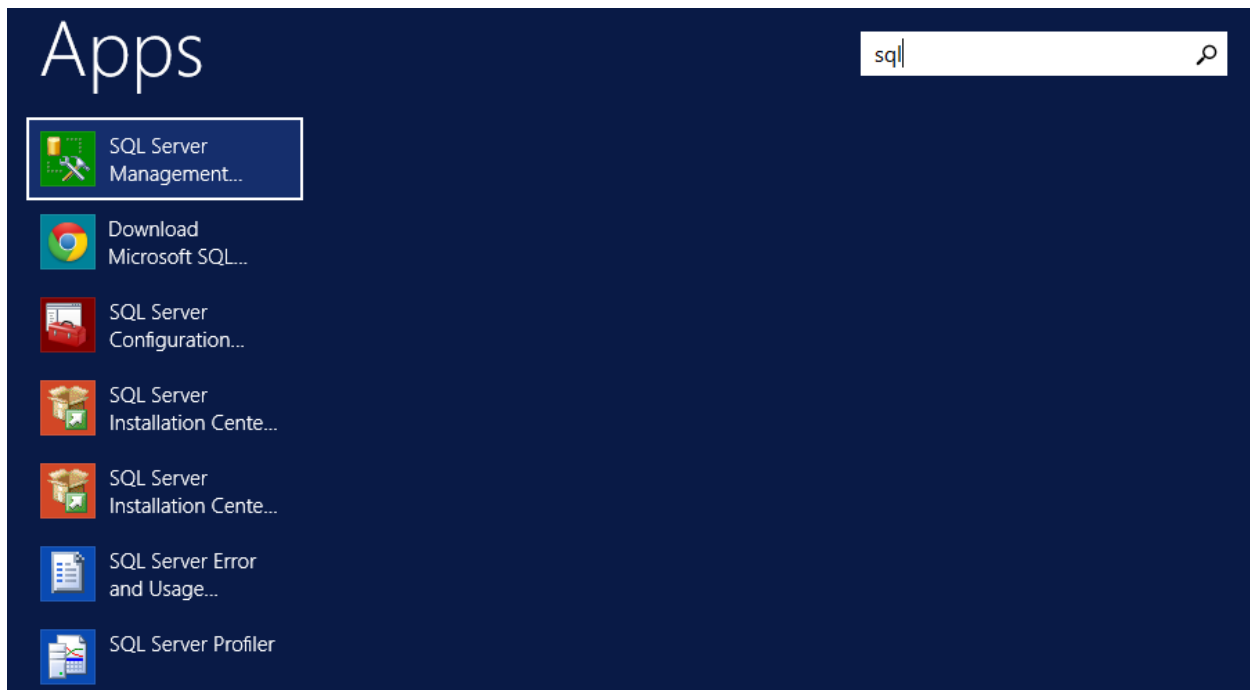 Apps
sql
SQL Server
Management...
Download
Microsoft SQL...
SQL Server
Configuration...
SQL Server
Installation Cente...
SQL Server
Installation Cente...
SQL Server Error
and Usage...
SQL Server Profiler